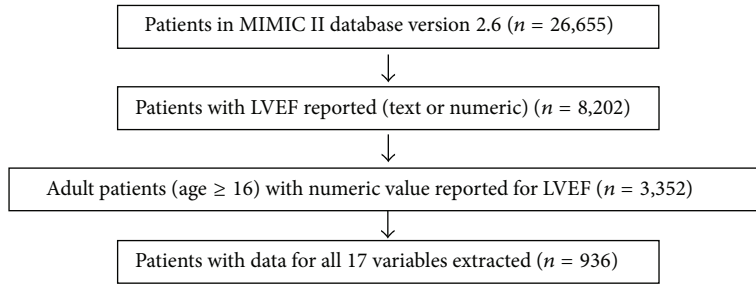 Patients in MIMIC II database version 2.6 (n = 26,655)
Patients with LVEF reported (text or numeric) (n = 8,202)
Adult patients (age ≥ 16) with numeric value reported for LVEF (n = 3,352)
Patients with data for all 17 variables extracted (n = 936)